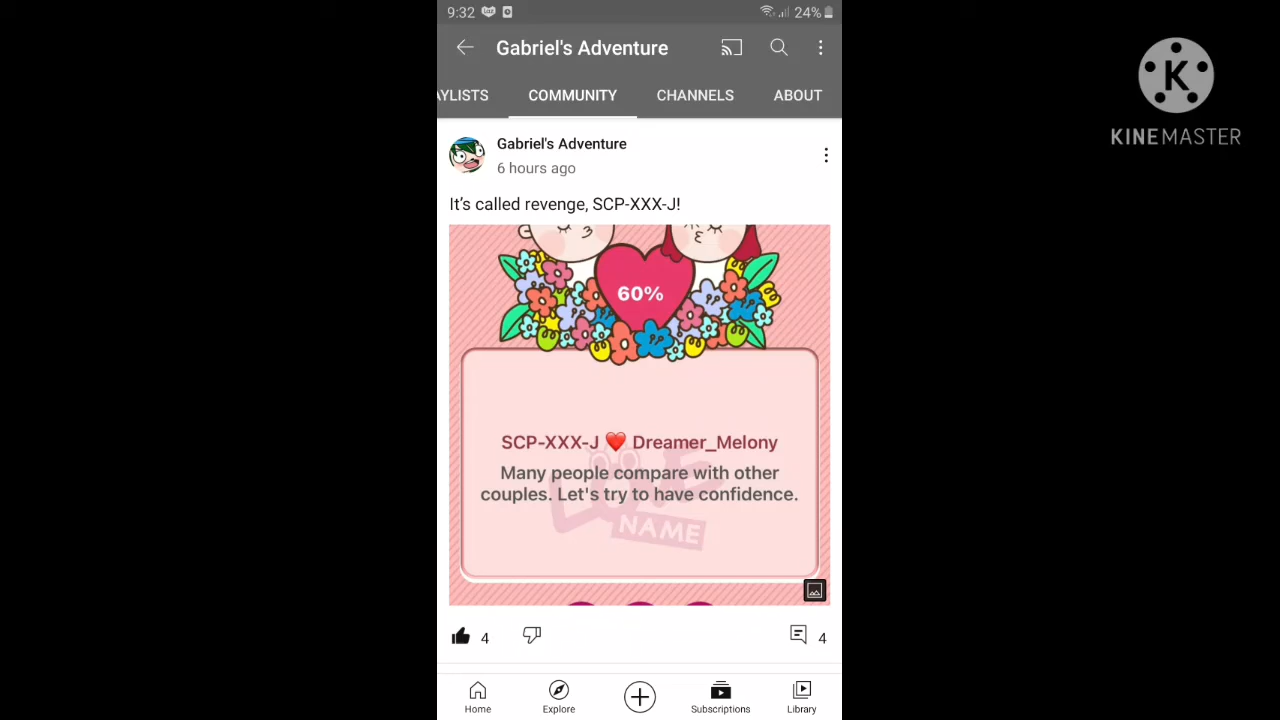 9:32
24%
Gabriel's Adventure
AYLISTS
COMMUNITY
CHANNELS
ABOUT
K
KINEMASTER
Gabriel's Adventure
6 hours ago
It's called revenge, SCP-XXX-J!
60%
SCP-XXX-J ❤️ Dreamer_Melony
Many people compare with other
couples. Let's try to have confidence.
LOVE
NAME
4
4
Home
Explore
Subscriptions
Library